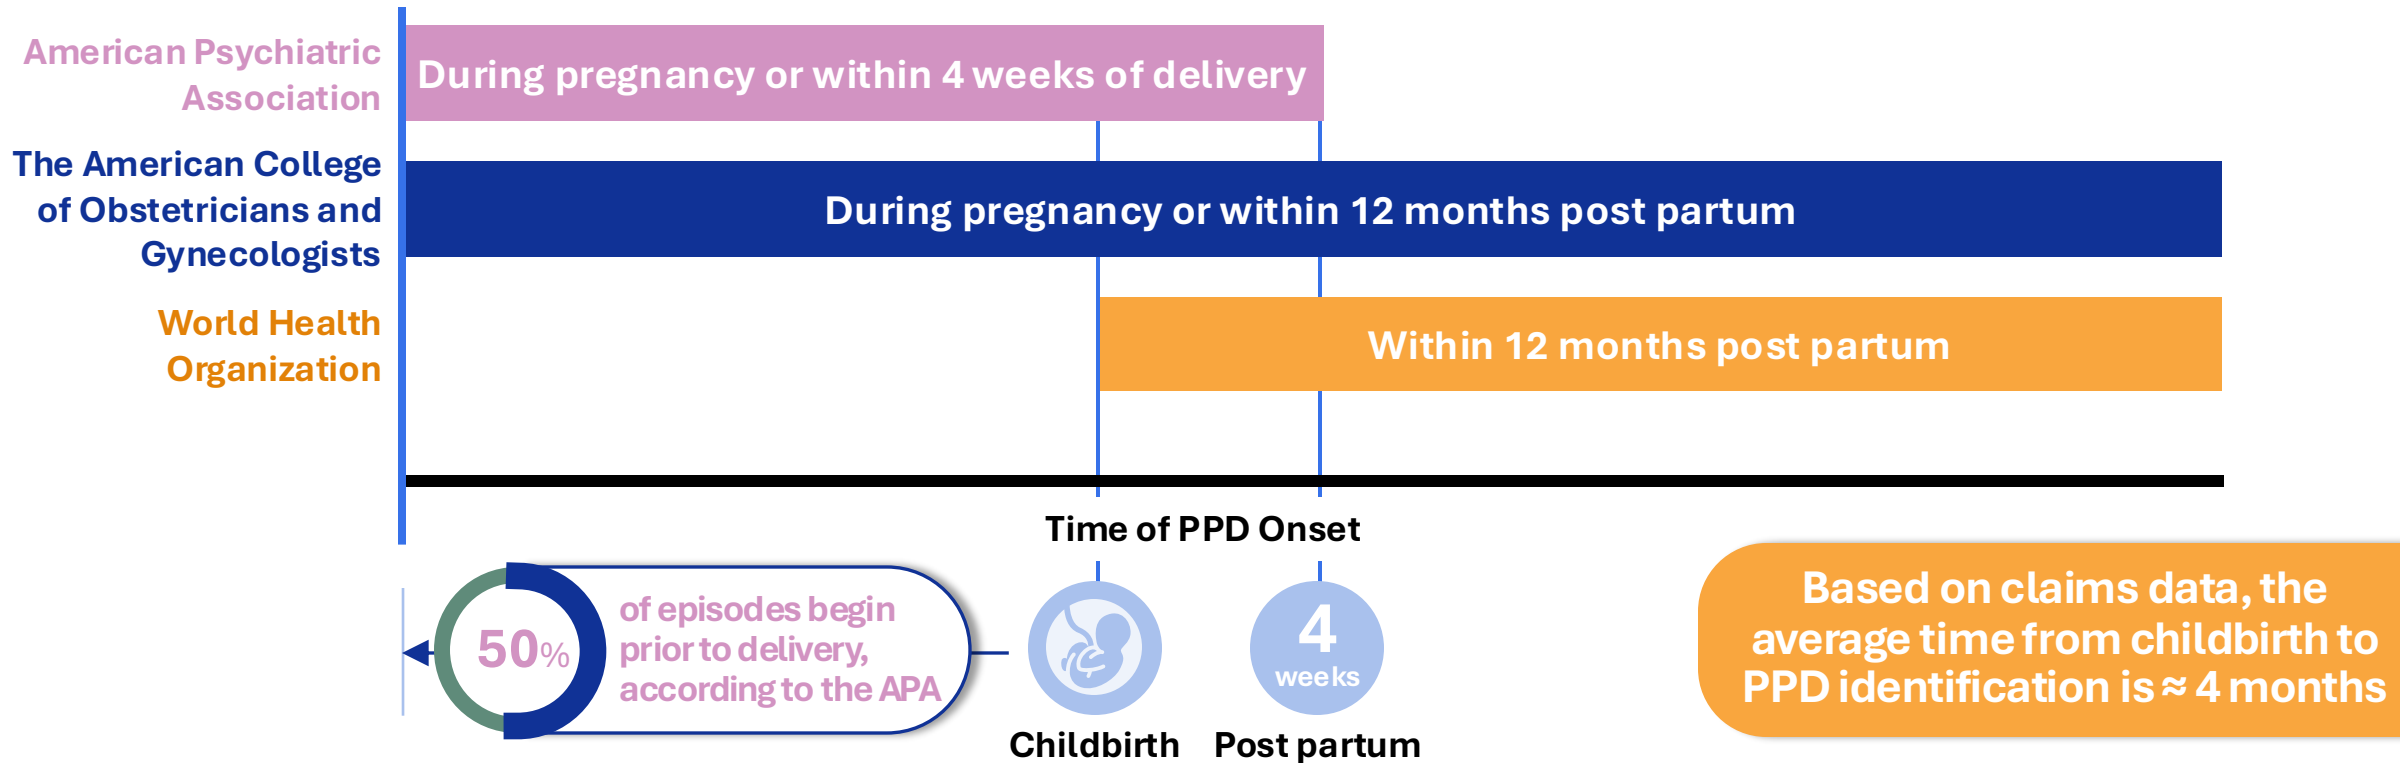 American Psychiatric
Association
During pregnancy or within 4 weeks of delivery
The American College
of Obstetricians and
Gynecologists
During pregnancy or within 12 months post partum
World Health
Organization
Within 12 months post partum
Time of PPD Onset
50%
of episodes begin
prior to delivery,
according to the APA
4
weeks
Childbirth
Post partum
Based on claims data, the
average time from childbirth to
PPD identification is ≈ 4 months